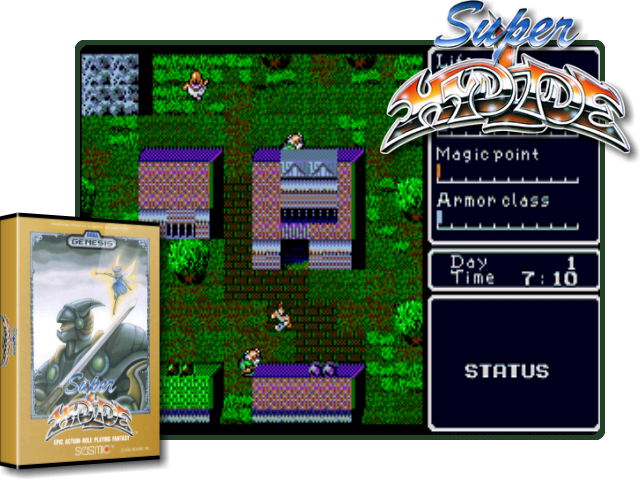 Super
HYDLIDE
Magic point
Armor class
Day 1
Time 7:10
STATUS
SEGA
GENESIS
Super
HYDLIDE
EPIC ACTION-ROLE PLAYING FANTASY
SEISMIC